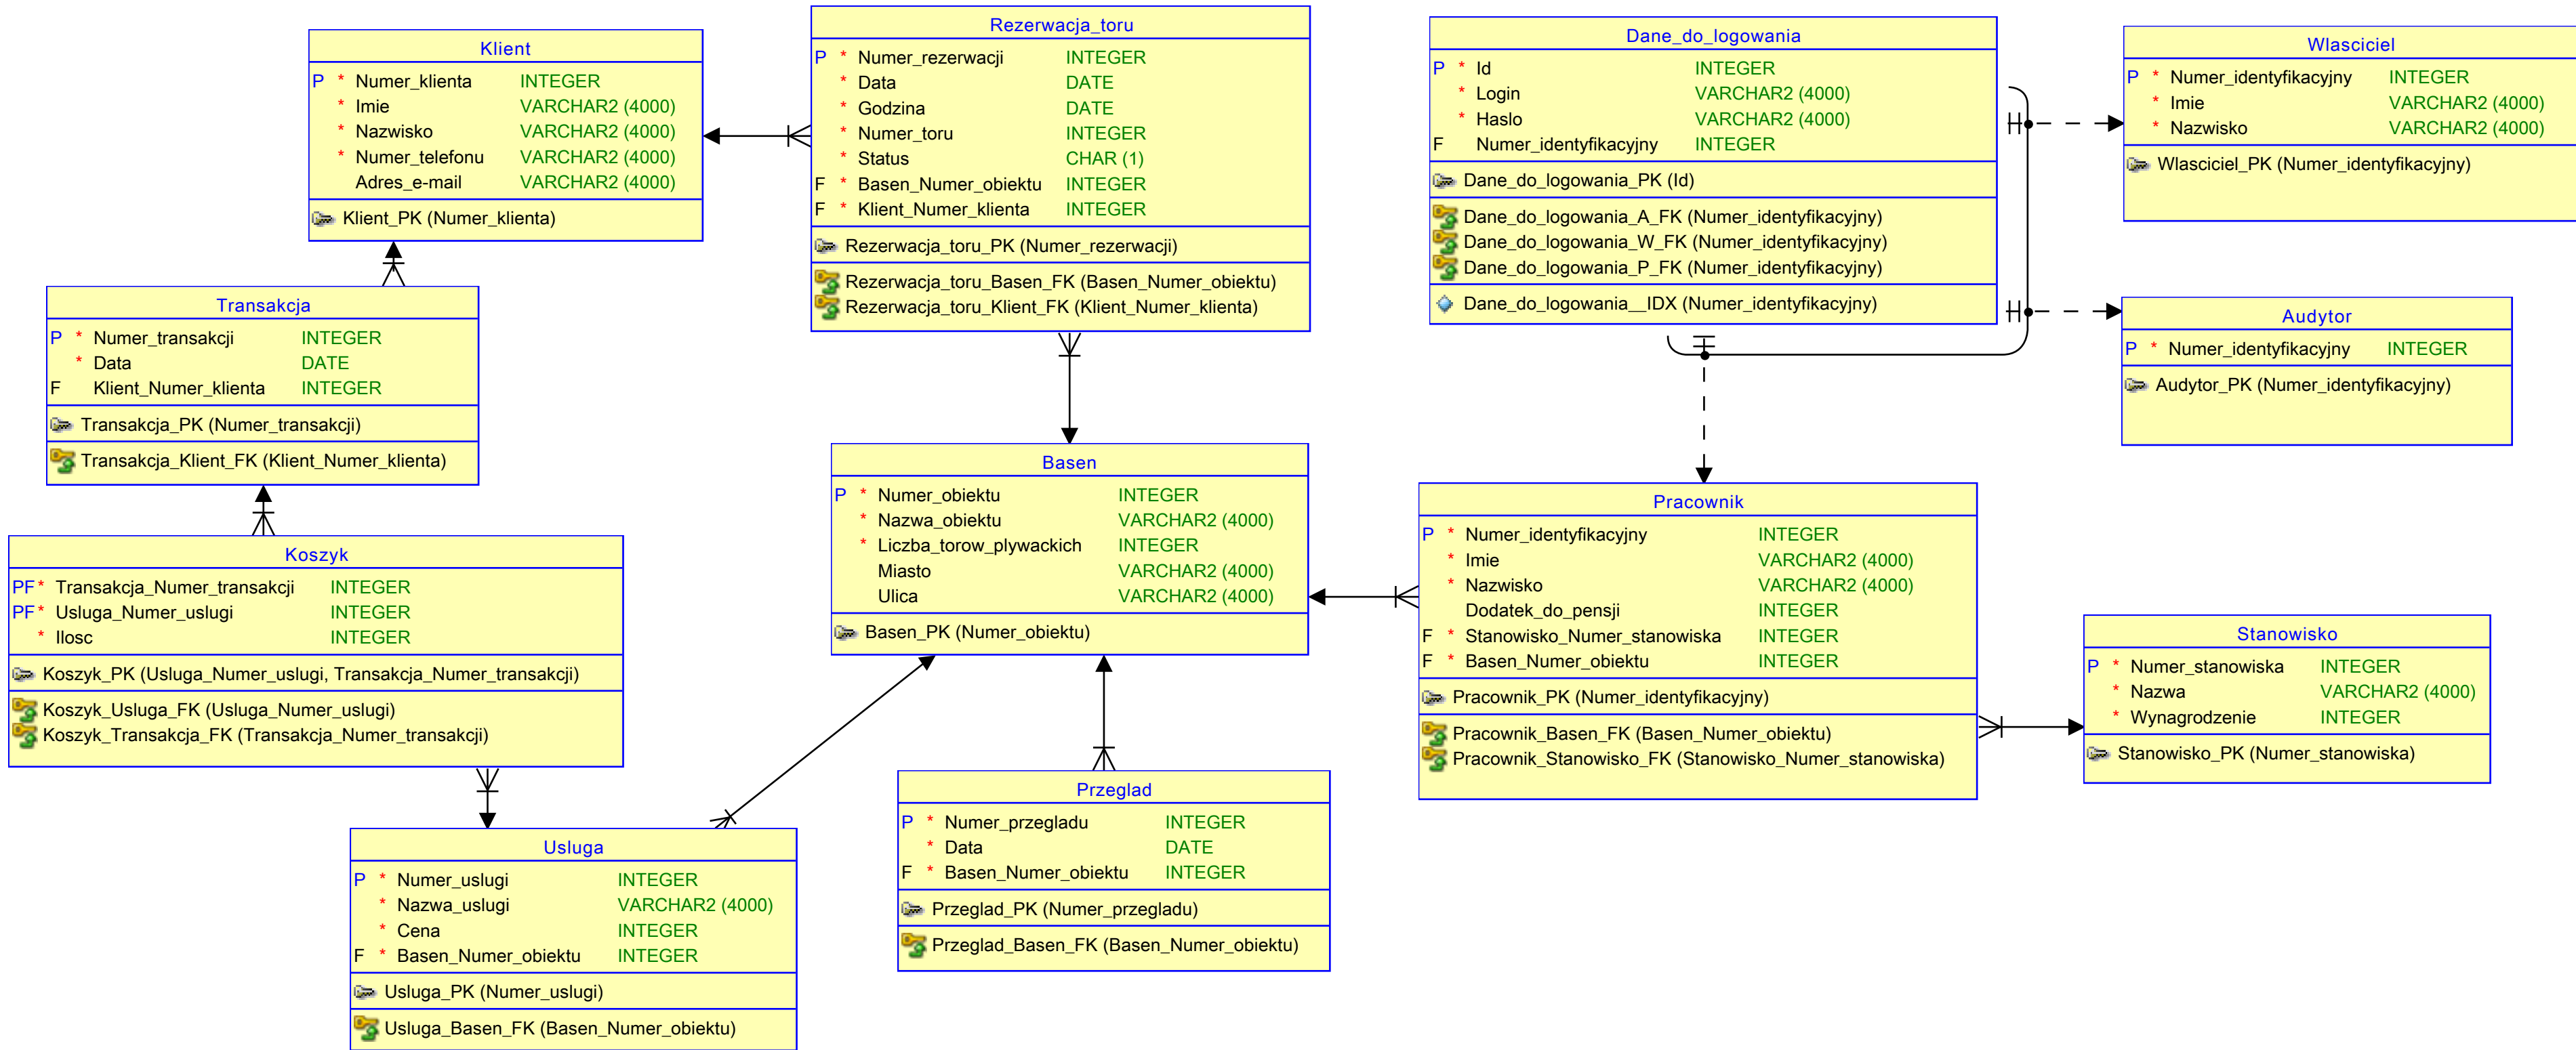 Klient
P * Numer_klienta INTEGER
* Imie VARCHAR2 (4000)
* Nazwisko VARCHAR2 (4000)
* Numer_telefonu VARCHAR2 (4000)
Adres_e-mail VARCHAR2 (4000)
Klient_PK (Numer_klienta)
Rezerwacja_toru
P * Numer_rezerwacji INTEGER
* Data DATE
* Godzina DATE
* Numer_toru INTEGER
* Status CHAR (1)
F * Basen_Numer_obiektu INTEGER
F * Klient_Numer_klienta INTEGER
Rezerwacja_toru_PK (Numer_rezerwacji)
Rezerwacja_toru_Basen_FK (Basen_Numer_obiektu)
Rezerwacja_toru_Klient_FK (Klient_Numer_klienta)
Dane_do_logowania
P * Id INTEGER
* Login VARCHAR2 (4000)
* Haslo VARCHAR2 (4000)
F Numer_identyfikacyjny INTEGER
Dane_do_logowania_PK (Id)
Dane_do_logowania_A_FK (Numer_identyfikacyjny)
Dane_do_logowania_W_FK (Numer_identyfikacyjny)
Dane_do_logowania_P_FK (Numer_identyfikacyjny)
Dane_do_logowania__IDX (Numer_identyfikacyjny)
Wlasciciel
P * Numer_identyfikacyjny INTEGER
* Imie VARCHAR2 (4000)
* Nazwisko VARCHAR2 (4000)
Wlasciciel_PK (Numer_identyfikacyjny)
Transakcja
P * Numer_transakcji INTEGER
* Data DATE
F Klient_Numer_klienta INTEGER
Transakcja_PK (Numer_transakcji)
Transakcja_Klient_FK (Klient_Numer_klienta)
Audytor
P * Numer_identyfikacyjny INTEGER
Audytor_PK (Numer_identyfikacyjny)
Basen
P * Numer_obiektu INTEGER
* Nazwa_obiektu VARCHAR2 (4000)
* Liczba_torow_plywackich INTEGER
Miasto VARCHAR2 (4000)
Ulica VARCHAR2 (4000)
Basen_PK (Numer_obiektu)
Pracownik
P * Numer_identyfikacyjny INTEGER
* Imie VARCHAR2 (4000)
* Nazwisko VARCHAR2 (4000)
Dodatek_do_pensji INTEGER
F * Stanowisko_Numer_stanowiska INTEGER
F * Basen_Numer_obiektu INTEGER
Pracownik_PK (Numer_identyfikacyjny)
Pracownik_Basen_FK (Basen_Numer_obiektu)
Pracownik_Stanowisko_FK (Stanowisko_Numer_stanowiska)
Koszyk
PF * Transakcja_Numer_transakcji INTEGER
PF * Usluga_Numer_uslugi INTEGER
* Ilosc INTEGER
Koszyk_PK (Usluga_Numer_uslugi, Transakcja_Numer_transakcji)
Koszyk_Usluga_FK (Usluga_Numer_uslugi)
Koszyk_Transakcja_FK (Transakcja_Numer_transakcji)
Stanowisko
P * Numer_stanowiska INTEGER
* Nazwa VARCHAR2 (4000)
* Wynagrodzenie INTEGER
Stanowisko_PK (Numer_stanowiska)
Przeglad
P * Numer_przegladu INTEGER
* Data DATE
F * Basen_Numer_obiektu INTEGER
Przeglad_PK (Numer_przegladu)
Przeglad_Basen_FK (Basen_Numer_obiektu)
Usluga
P * Numer_uslugi INTEGER
* Nazwa_uslugi VARCHAR2 (4000)
* Cena INTEGER
F * Basen_Numer_obiektu INTEGER
Usluga_PK (Numer_uslugi)
Usluga_Basen_FK (Basen_Numer_obiektu)